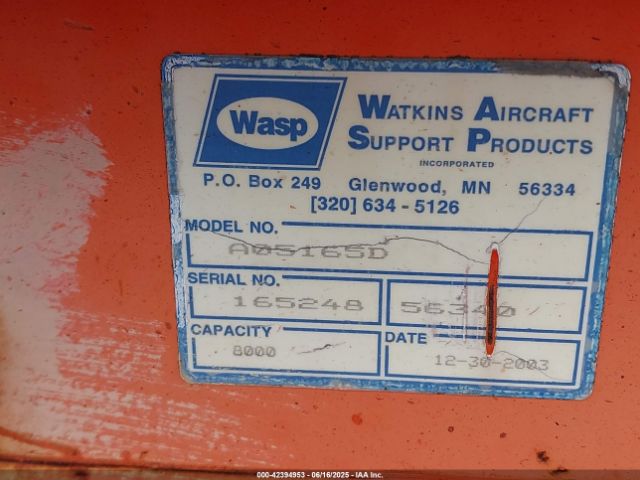 Wasp
WATKINS AIRCRAFT
SUPPORT PRODUCTS
INCORPORATED
P.O. Box 249 Glenwood, MN 56334
[320] 634 - 5126
MODEL NO.
A05165D
SERIAL NO.
165248 56340
CAPACITY
8000
DATE
12-30-2003
000-42394953 - 06/16/2025 - IAA Inc.